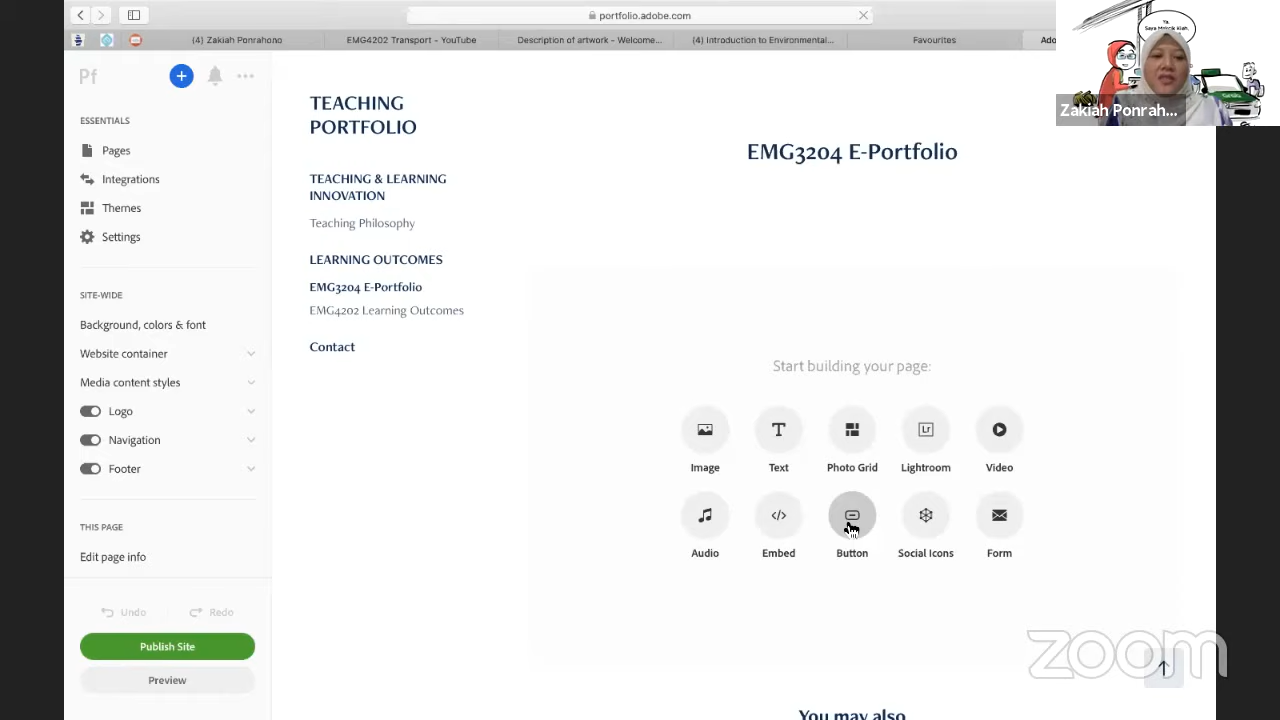 portfolio.adobe.com
(4) Zakiah Ponrahono
EMG4202 Transport - YouTube
Description of artwork - Welcome...
(4) Introduction to Environmental...
Favourites
Ado
Pf
ESSENTIALS
Pages
Integrations
Themes
Settings
SITE-WIDE
Background, colors & font
Website container
Media content styles
Logo
Navigation
Footer
THIS PAGE
Edit page info
Undo
Redo
Publish Site
Preview
TEACHING
PORTFOLIO
TEACHING & LEARNING
INNOVATION
Teaching Philosophy
LEARNING OUTCOMES
EMG3204 E-Portfolio
EMG4202 Learning Outcomes
Contact
EMG3204 E-Portfolio
Start building your page:
Image
Text
Photo Grid
Lr
Lightroom
Video
Audio
Embed
Button
Social Icons
Form
You may also
Ya,
Zakiah Ponrah...
Grab
zoom